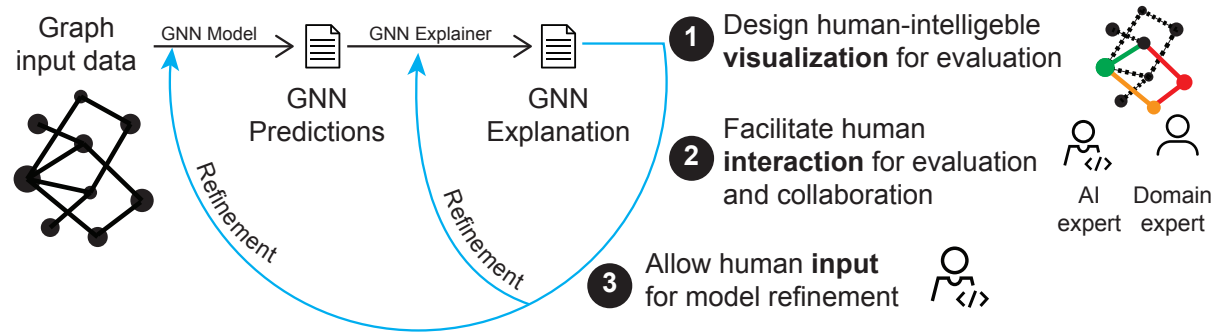 Graph
input data
GNN Model
GNN
Predictions
GNN Explainer
GNN
Explanation
Refinement
Refinement
1 Design human-intelligeble
visualization for evaluation
2 Facilitate human
interaction for evaluation
and collaboration
AI
expert
Domain
expert
3 Allow human input
for model refinement